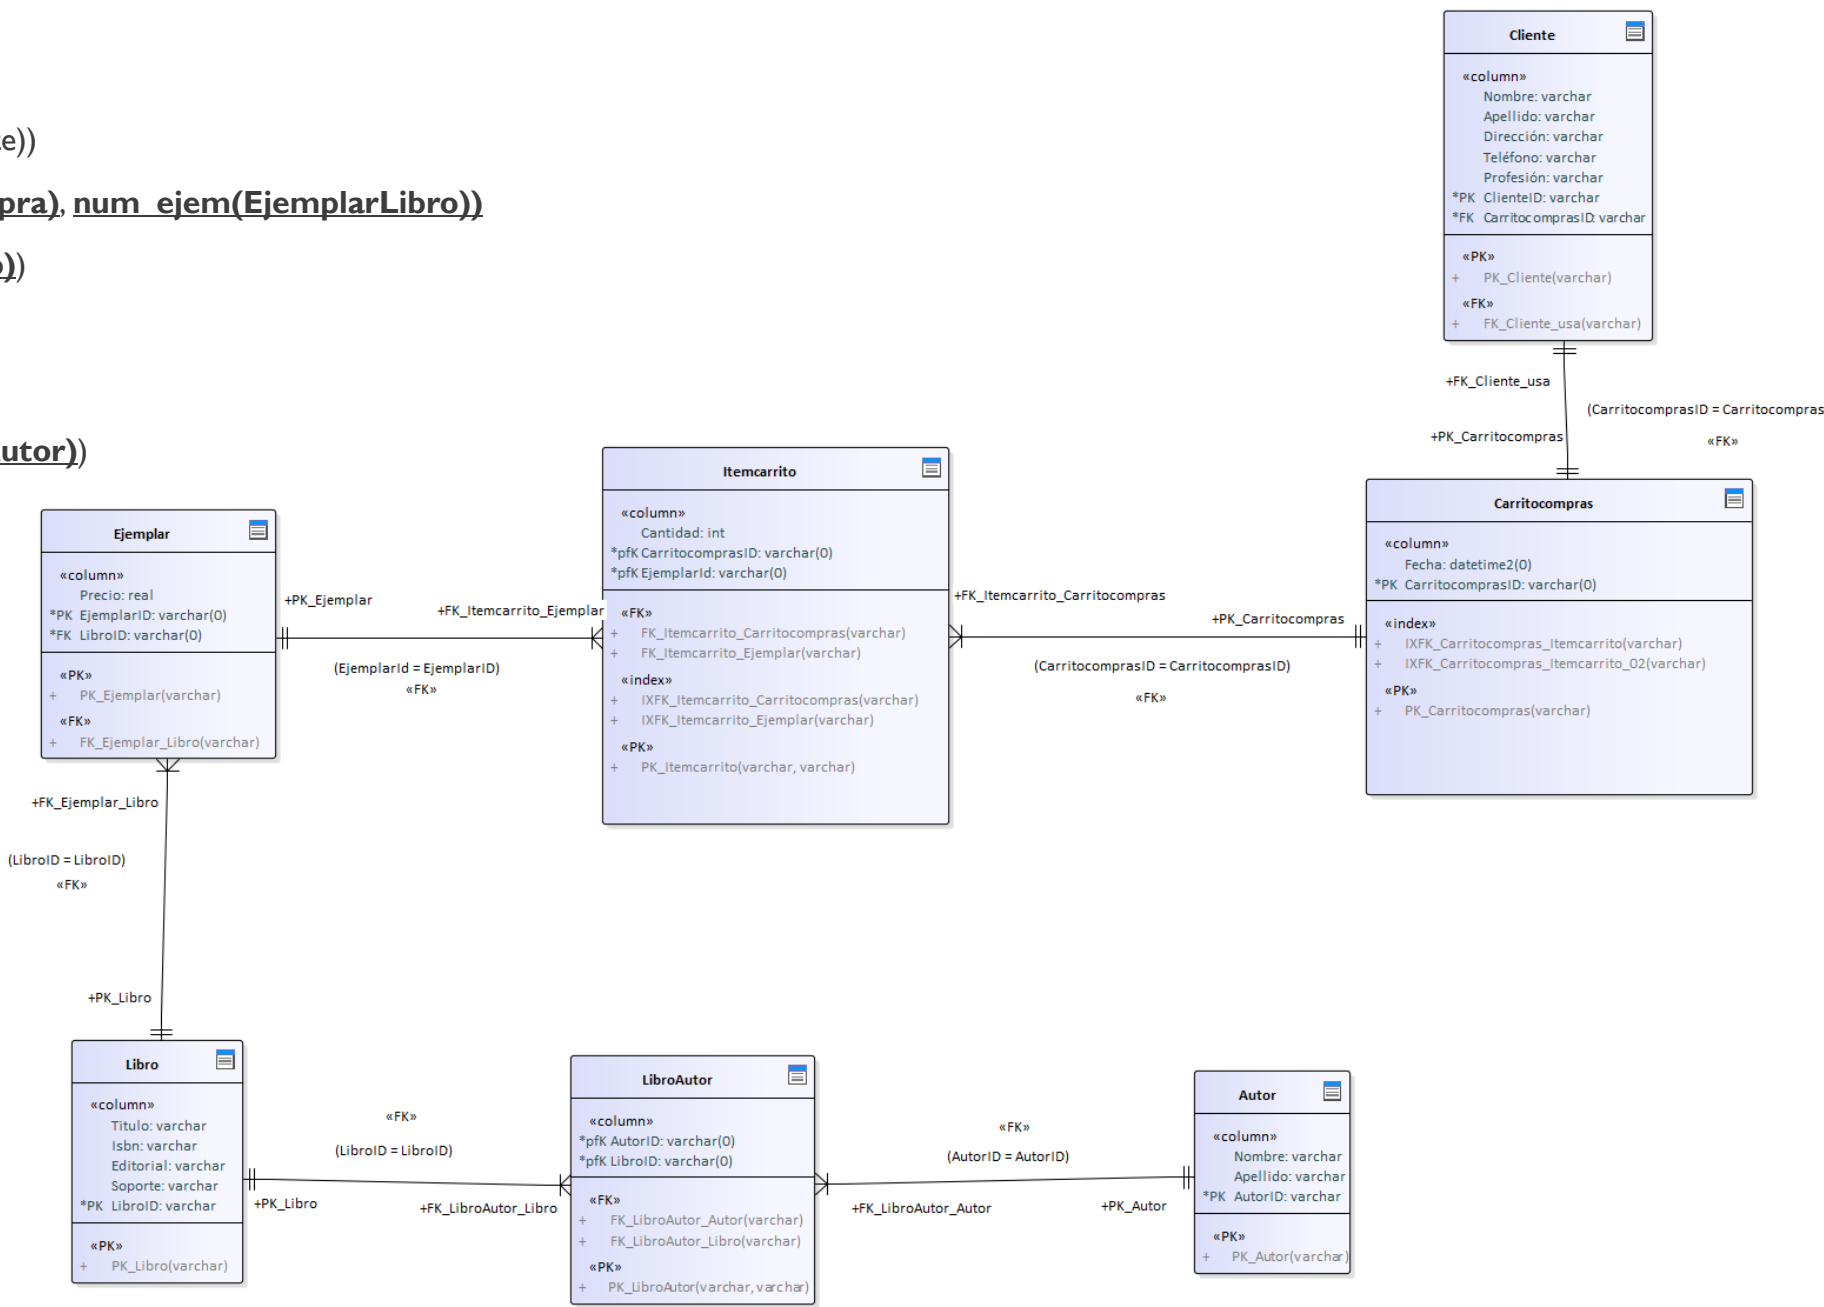 e))
pra), num_ejem(EjemplarLibro))
))
utor))
Cliente
«column»
Nombre: varchar
Apellido: varchar
Dirección: varchar
Teléfono: varchar
Profesión: varchar
*PK ClienteID: varchar
*FK CarritocomprasID: varchar
«PK»
+ PK_Cliente(varchar)
«FK»
+ FK_Cliente_usa(varchar)
+FK_Cliente_usa
(CarritocomprasID = Carritocompras
«FK»
+PK_Carritocompras
Carritocompras
«column»
Fecha: datetime2(0)
*PK CarritocomprasID: varchar(0)
«index»
+ IXFK_Carritocompras_Itemcarrito(varchar)
+ IXFK_Carritocompras_Itemcarrito_02(varchar)
«PK»
+ PK_Carritocompras(varchar)
Itemcarrito
«column»
Cantidad: int
*pfK CarritocomprasID: varchar(0)
*pfK EjemplarId: varchar(0)
«FK»
+ FK_Itemcarrito_Carritocompras(varchar)
+ FK_Itemcarrito_Ejemplar(varchar)
«index»
+ IXFK_Itemcarrito_Carritocompras(varchar)
+ IXFK_Itemcarrito_Ejemplar(varchar)
«PK»
+ PK_Itemcarrito(varchar, varchar)
+FK_Itemcarrito_Carritocompras
+PK_Carritocompras
(CarritocomprasID = CarritocomprasID)
«FK»
Ejemplar
«column»
Precio: real
*PK EjemplarID: varchar(0)
*FK LibroID: varchar(0)
«PK»
+ PK_Ejemplar(varchar)
«FK»
+ FK_Ejemplar_Libro(varchar)
+PK_Ejemplar
+FK_Itemcarrito_Ejemplar
(EjemplarId = EjemplarID)
«FK»
+FK_Ejemplar_Libro
(LibroID = LibroID)
«FK»
+PK_Libro
Libro
«column»
Titulo: varchar
Isbn: varchar
Editorial: varchar
Soporte: varchar
*PK LibroID: varchar
«PK»
+ PK_Libro(varchar)
«FK»
(LibroID = LibroID)
+PK_Libro
+FK_LibroAutor_Libro
LibroAutor
«column»
*pfK AutorID: varchar(0)
*pfK LibroID: varchar(0)
«FK»
+ FK_LibroAutor_Autor(varchar)
+ FK_LibroAutor_Libro(varchar)
«PK»
+ PK_LibroAutor(varchar, varchar)
«FK»
(AutorID = AutorID)
+FK_LibroAutor_Autor
+PK_Autor
Autor
«column»
Nombre: varchar
Apellido: varchar
*PK AutorID: varchar
«PK»
+ PK_Autor(varchar)